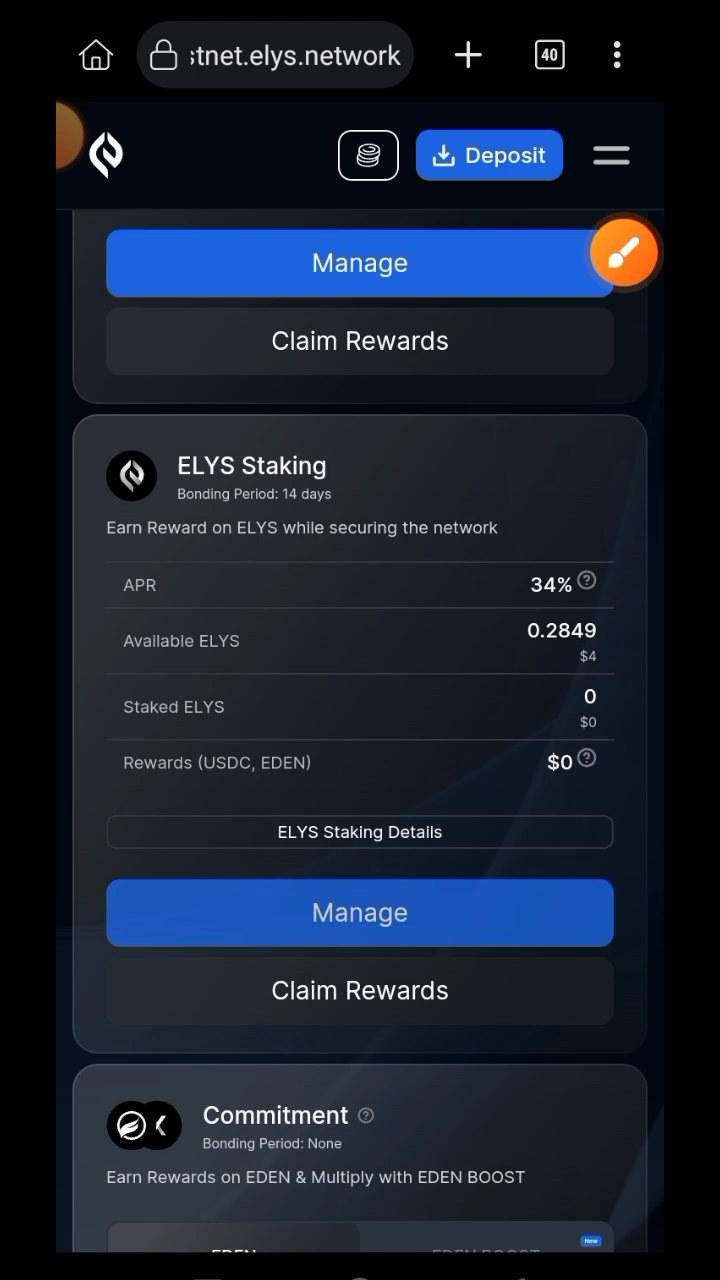 stnet.elys.network
40
Deposit
Manage
Claim Rewards
ELYS Staking
Bonding Period: 14 days
Earn Reward on ELYS while securing the network
APR
34% ?
Available ELYS
0.2849
$4
Staked ELYS
0
$0
Rewards (USDC, EDEN)
$0 ?
ELYS Staking Details
Manage
Claim Rewards
Commitment ?
Bonding Period: None
Earn Rewards on EDEN & Multiply with EDEN BOOST
New
EDEN
EDEN BOOST